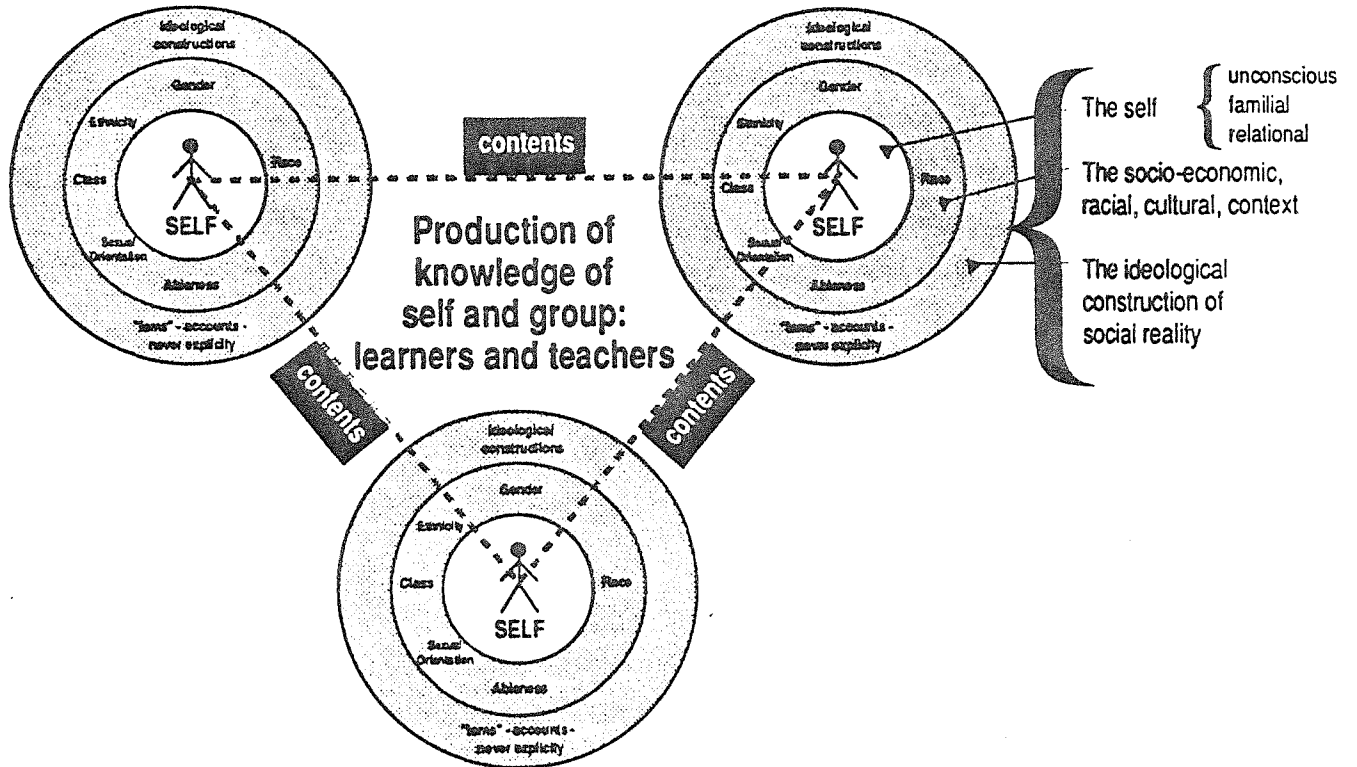 Ideological
constructions
Gender
Ethnicity
Race
Class
SELF
Sexual
Orientation
Ableness
"isms" - accounts -
never explicity
contents
Ideological
constructions
Gender
Ethnicity
Race
Class
SELF
Sexual
Orientation
Ableness
"isms" - accounts -
never explicity
The self
unconscious
familial
relational
The socio-economic,
racial, cultural, context
The ideological
construction of
social reality
Production of
knowledge of
self and group:
learners and teachers
contents
contents
Ideological
constructions
Gender
Ethnicity
Class
Race
SELF
Sexual
Orientation
Ableness
"isms" - accounts -
never explicity